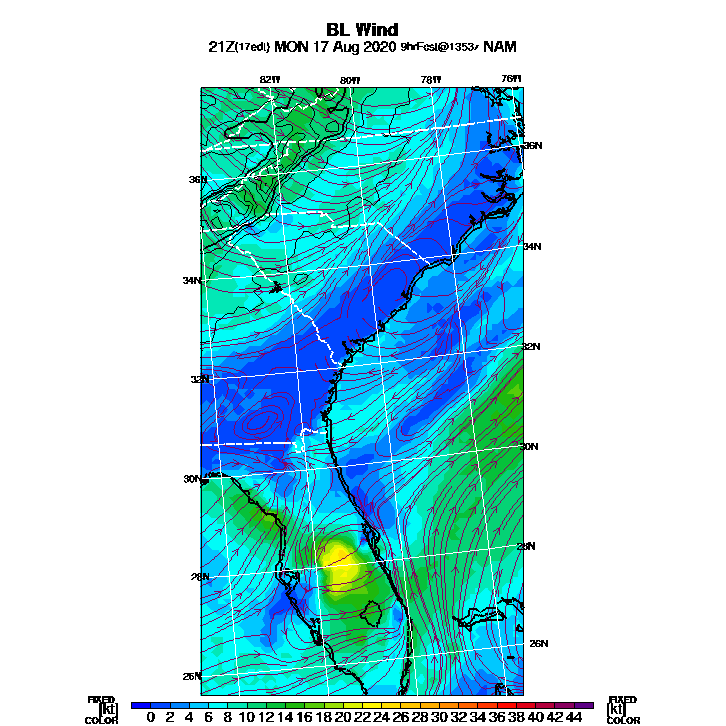 BL Wind
21Z(17edt) MON 17 Aug 2020 9hrFcst@1353z NAM
82W 80W 78W 76W
36N 36N
34N 34N
32N 32N
30N 30N
28N 28N
26N 26N
FIXED FIXED
[kt] 0 2 4 6 8 10 12 14 16 18 20 22 24 26 28 30 32 34 36 38 40 42 44 [kt]
COLOR COLOR